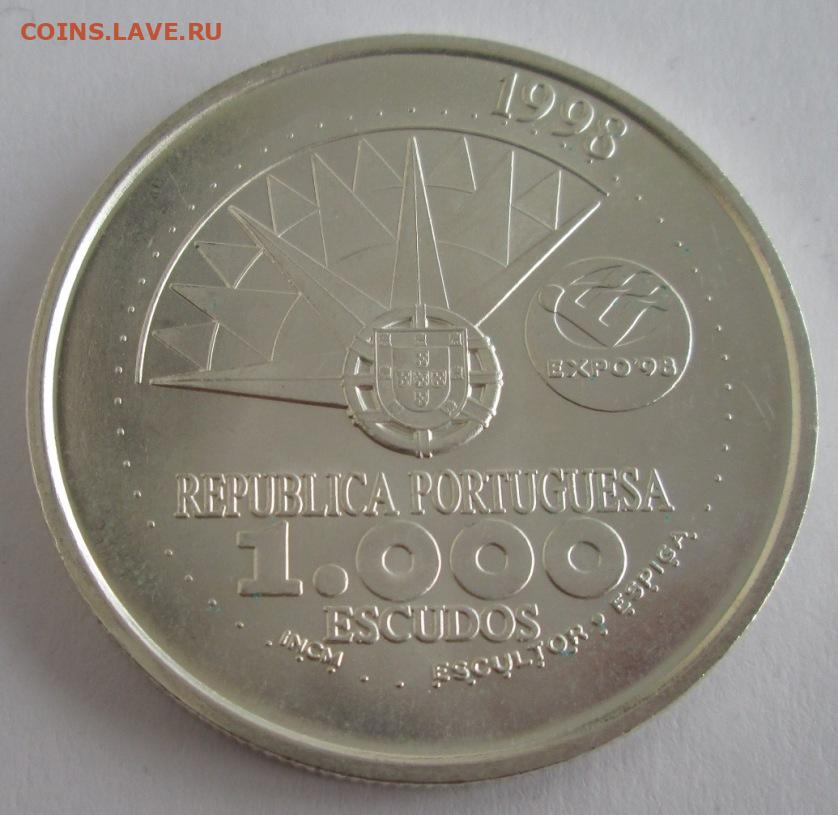 COINS.LAVE.RU
1998
EXPO'98
REPUBLICA PORTUGUESA
1.000
ESCUDOS
INCM
ESCULTOR ESPIGA